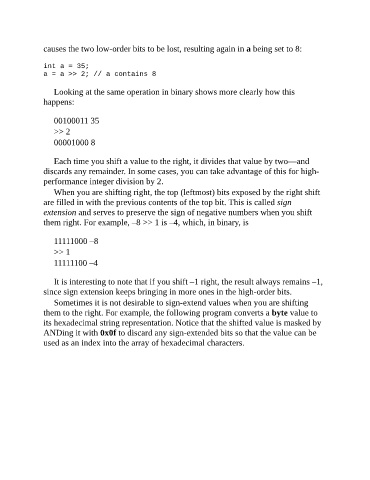 causes the two low-order bits to be lost, resulting again in a being set to 8:
int a = 35;
a = a >> 2; // a contains 8
Looking at the same operation in binary shows more clearly how this
happens:
00100011 35
>> 2
00001000 8
Each time you shift a value to the right, it divides that value by two—and
discards any remainder. In some cases, you can take advantage of this for high-
performance integer division by 2.
When you are shifting right, the top (leftmost) bits exposed by the right shift
are filled in with the previous contents of the top bit. This is called sign
extension and serves to preserve the sign of negative numbers when you shift
them right. For example, –8 >> 1 is –4, which, in binary, is
11111000 –8
>> 1
11111100 –4
It is interesting to note that if you shift –1 right, the result always remains –1,
since sign extension keeps bringing in more ones in the high-order bits.
Sometimes it is not desirable to sign-extend values when you are shifting
them to the right. For example, the following program converts a byte value to
its hexadecimal string representation. Notice that the shifted value is masked by
ANDing it with 0x0f to discard any sign-extended bits so that the value can be
used as an index into the array of hexadecimal characters.